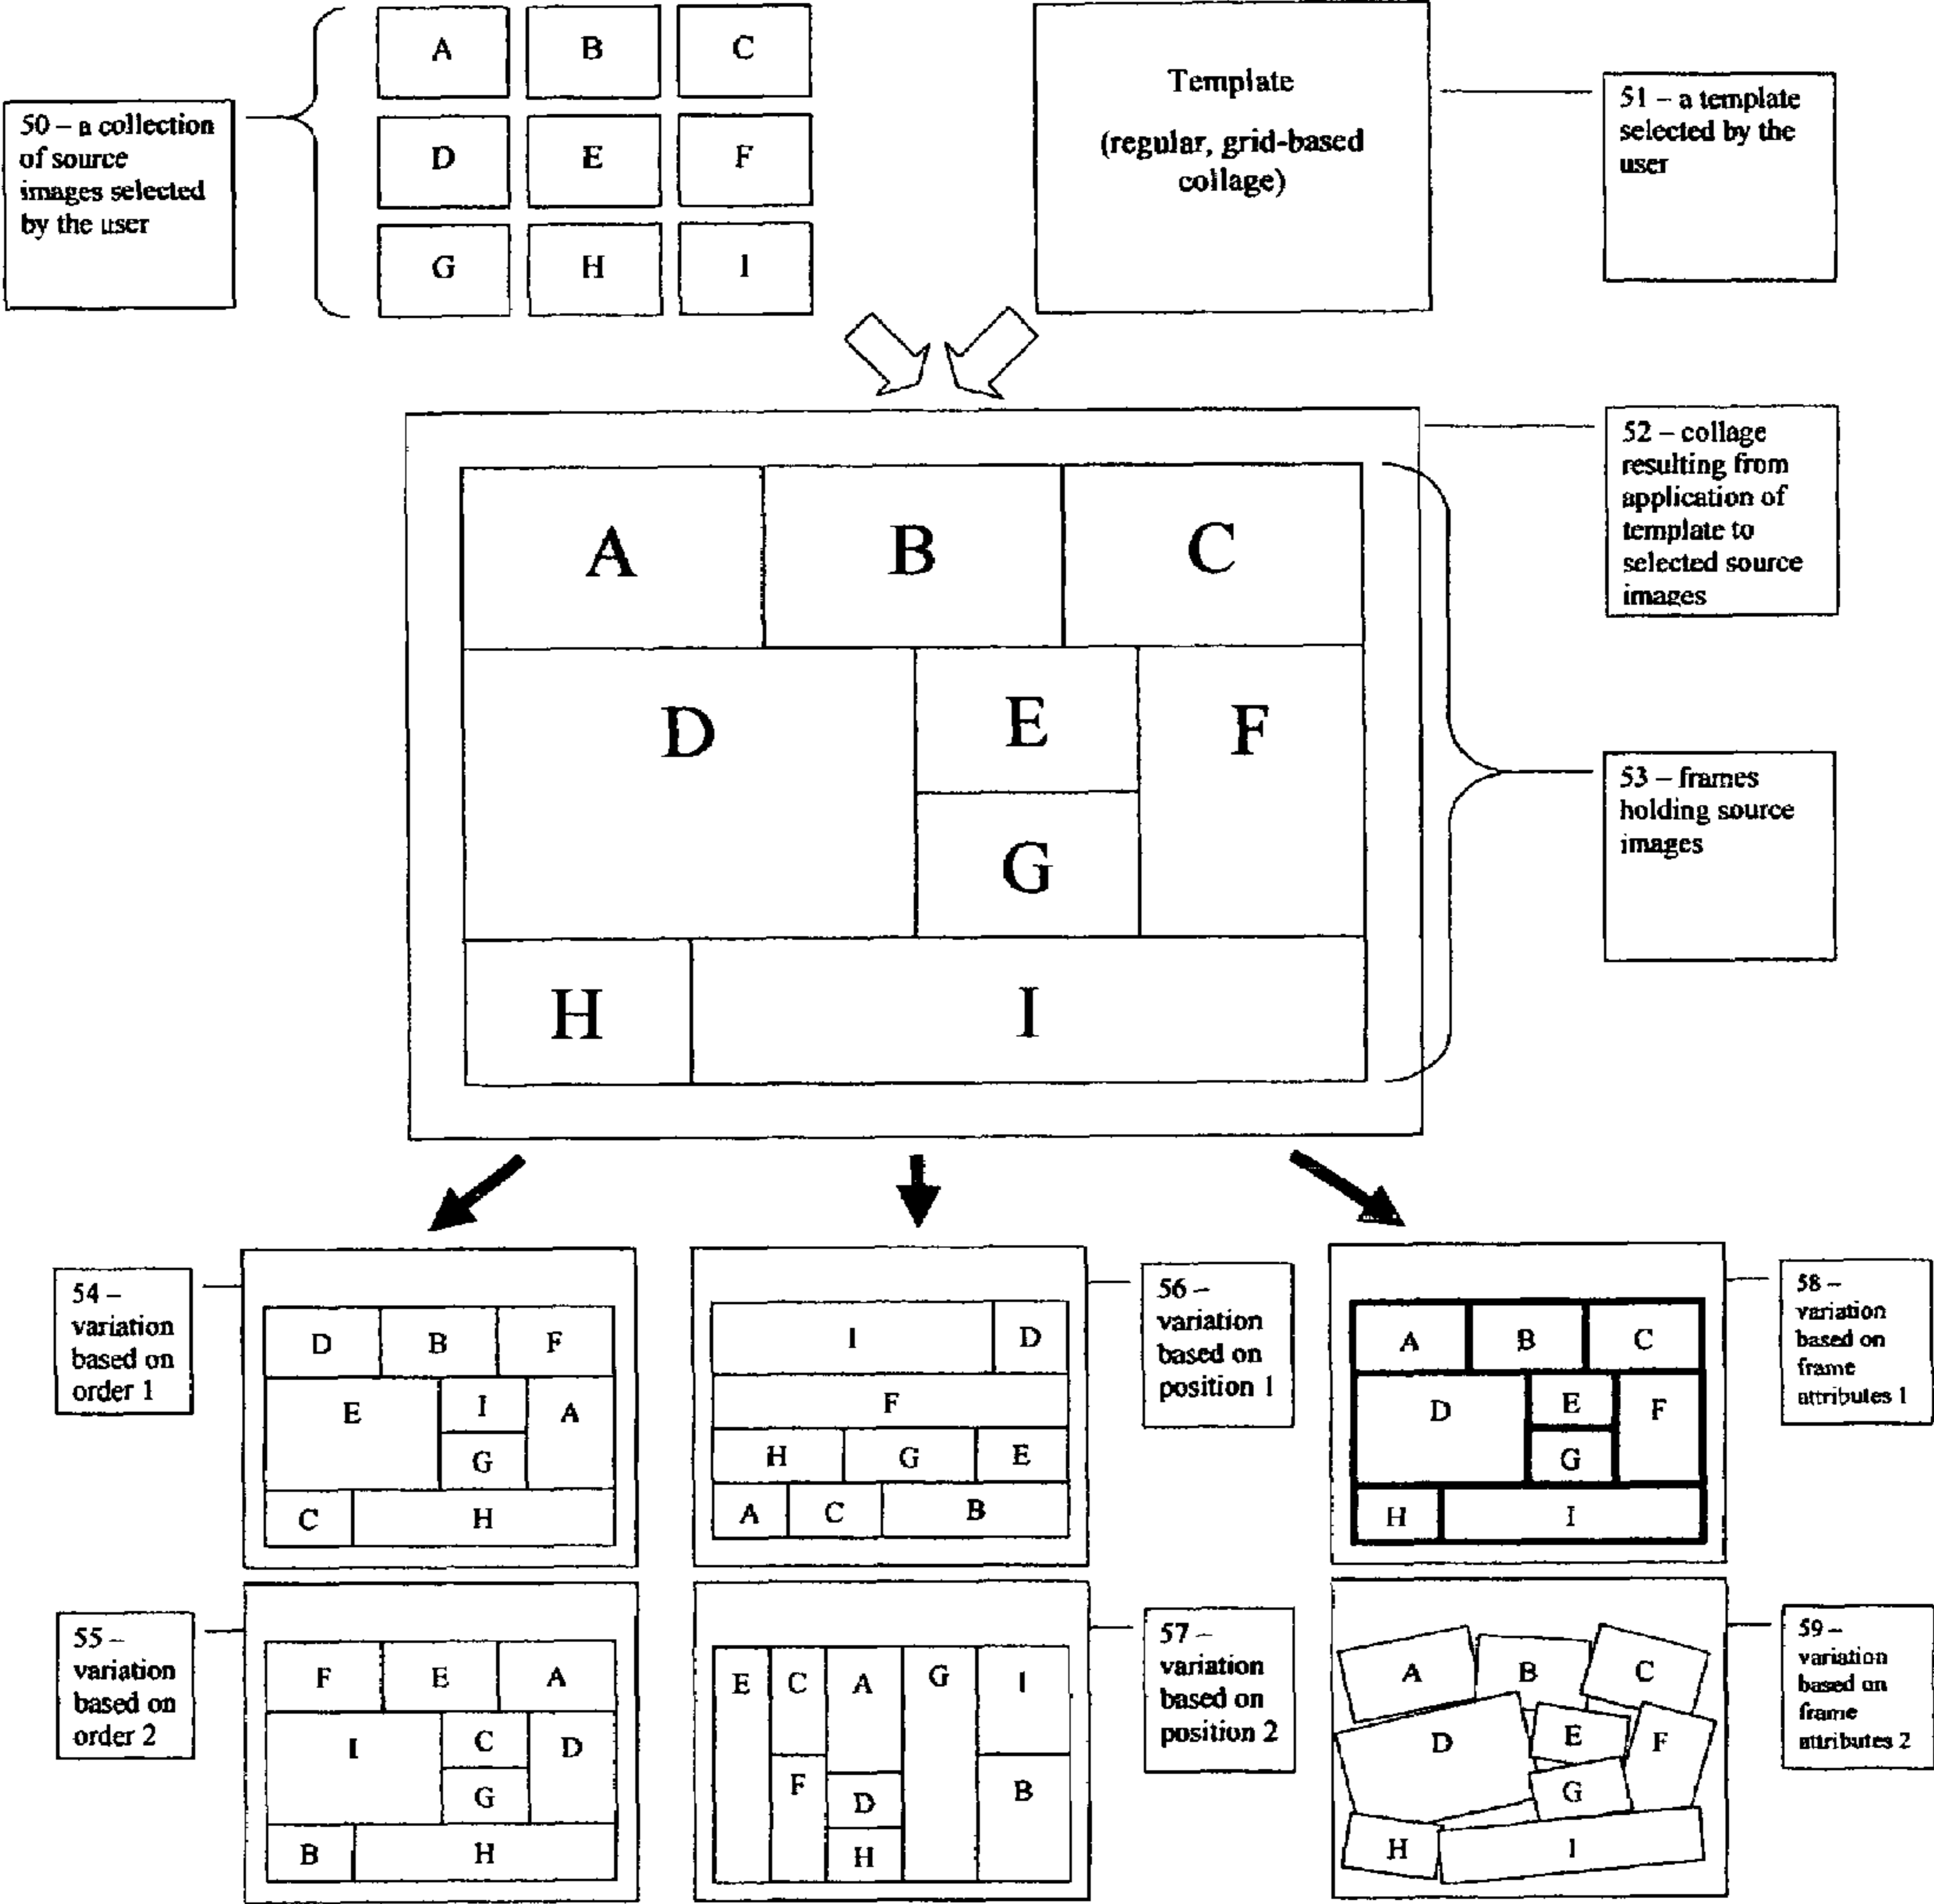 A B C
D E F
G H I
50 – a collection
of source
images selected
by the user
Template
(regular, grid-based
collage)
51 – a template
selected by the
user
52 – collage
resulting from
application of
template to
selected source
images
A B C
D E F
G
H I
53 – frames
holding source
images
54 –
variation
based on
order 1
D B F
E I A
G
C H
56 –
variation
based on
position 1
I D
F
H G E
A C B
58 –
variation
based on
frame
attributes 1
A B C
D E F
G
H I
55 –
variation
based on
order 2
F E A
I C D
G
B H
57 –
variation
based on
position 2
E C A G I
F D B
H
59 –
variation
based on
frame
attributes 2
A B C
D E F
G
H I